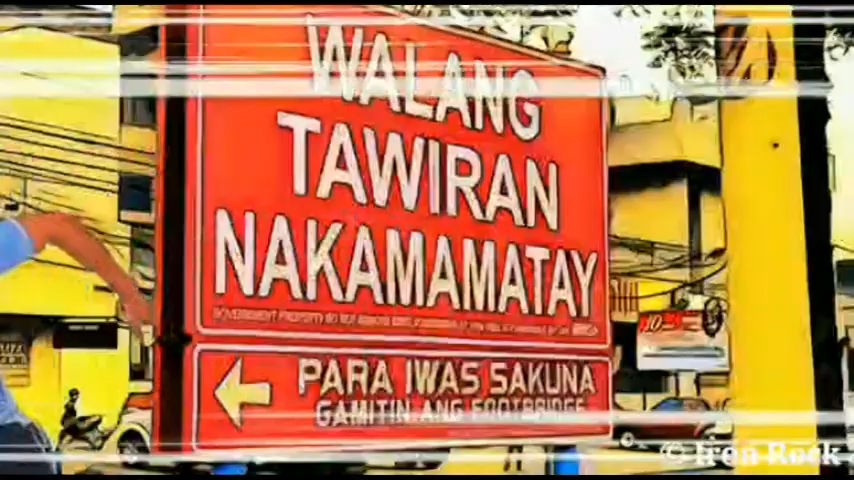 WALANG
TAWIRAN
NAKAMAMATAY
PARA IWAS SAKUNA
GAMITIN ANG FOOTBRIDGE
© Iren Rock